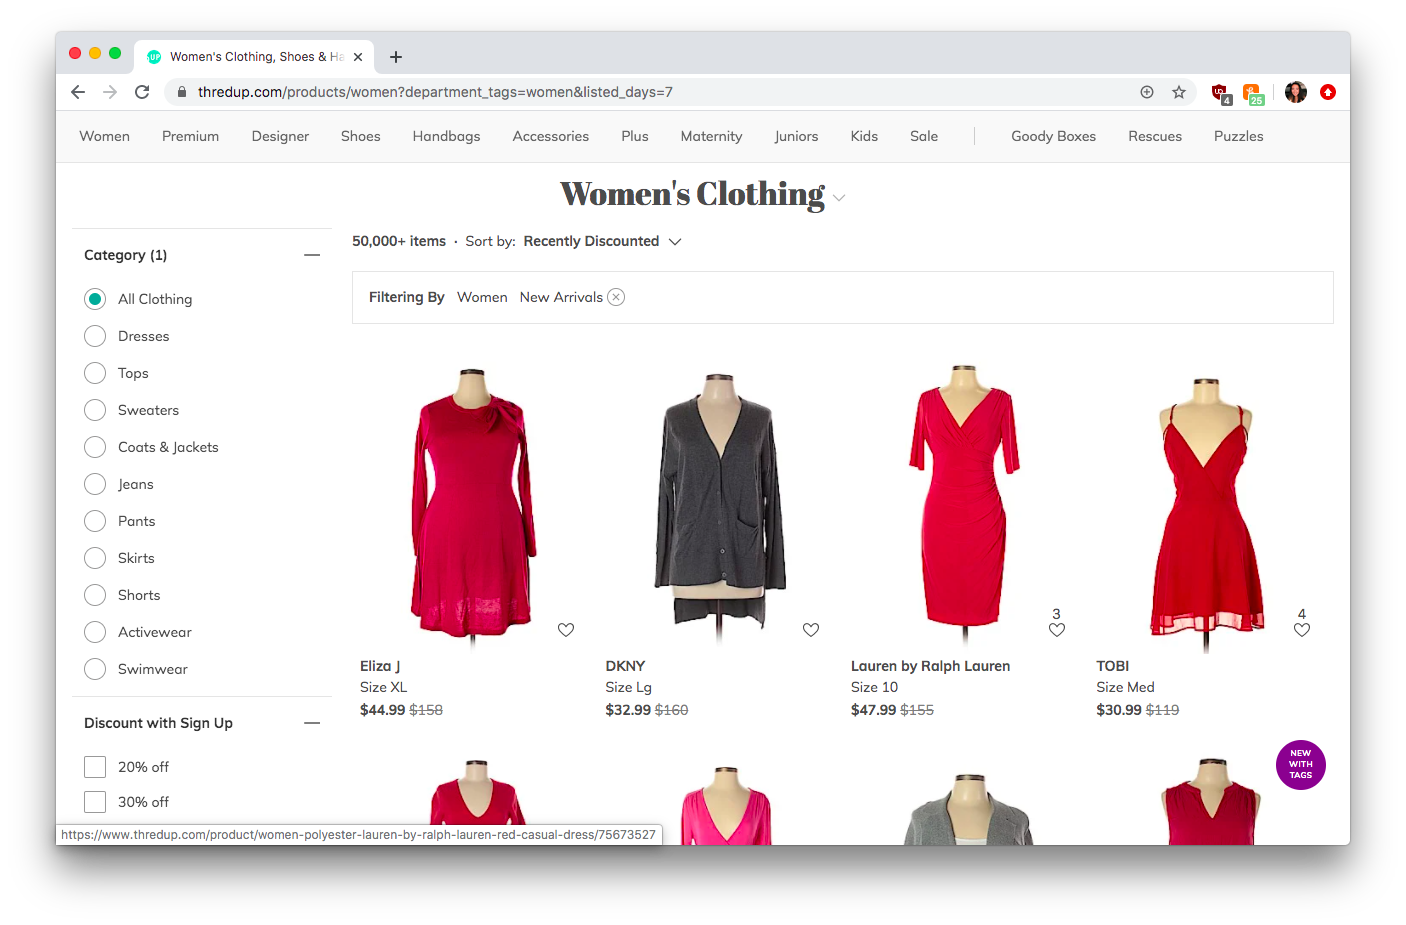 UP Women's Clothing, Shoes & Ha
thredup.com/products/women?department_tags=women&listed_days=7
4
25
Women Premium Designer Shoes Handbags Accessories Plus Maternity Juniors Kids Sale Goody Boxes Rescues Puzzles
Women's Clothing
50,000+ items · Sort by: Recently Discounted
Category (1)
Filtering By Women New Arrivals
All Clothing
Dresses
Tops
Sweaters
Coats & Jackets
Jeans
Pants
Skirts
Shorts
Activewear
Swimwear
3
4
Eliza J
Size XL
$44.99 $158
DKNY
Size Lg
$32.99 $160
Lauren by Ralph Lauren
Size 10
$47.99 $155
TOBI
Size Med
$30.99 $119
Discount with Sign Up
20% off
30% off
NEW
WITH
TAGS
https://www.thredup.com/product/women-polyester-lauren-by-ralph-lauren-red-casual-dress/75673527